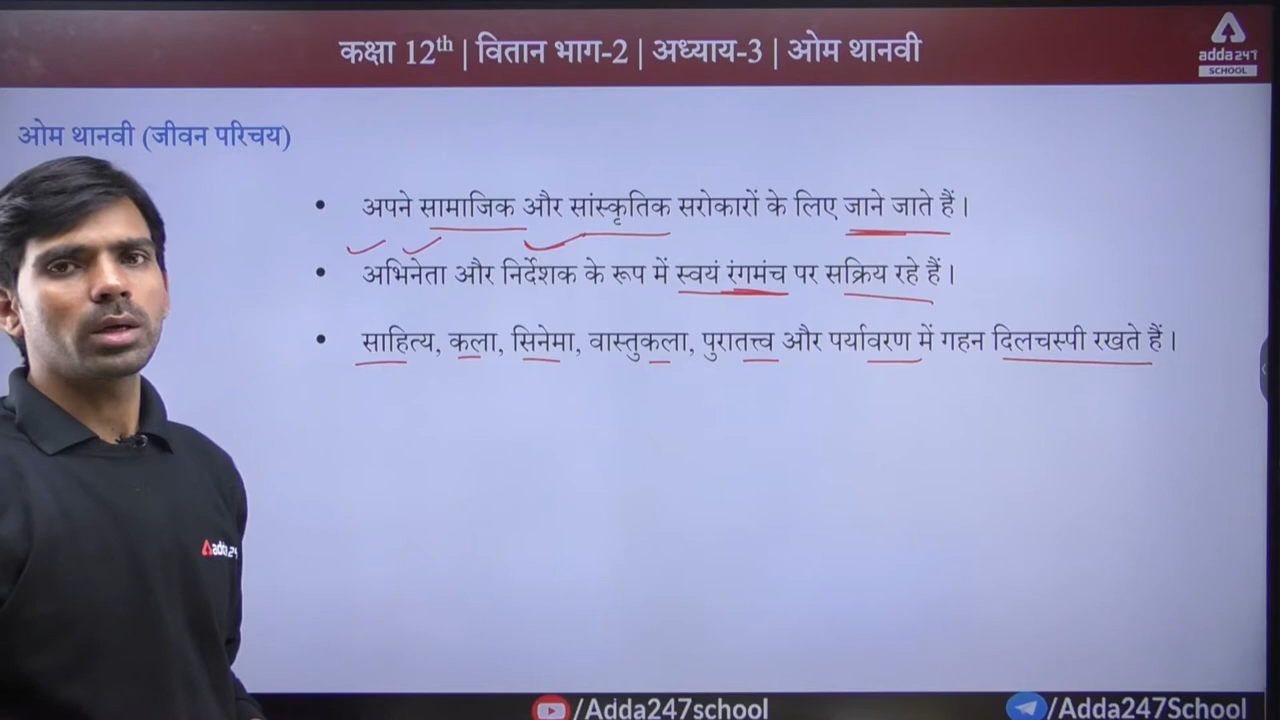 कक्षा 12th | वितान भाग-2 | अध्याय-3 | ओम थानवी
adda247
SCHOOL
ओम थानवी (जीवन परिचय)
• अपने सामाजिक और सांस्कृतिक सरोकारों के लिए जाने जाते हैं।
• अभिनेता और निर्देशक के रूप में स्वयं रंगमंच पर सक्रिय रहे हैं।
• साहित्य, कला, सिनेमा, वास्तुकला, पुरातत्त्व और पर्यावरण में गहन दिलचस्पी रखते हैं।
adda24
/Adda247school
/Adda247School